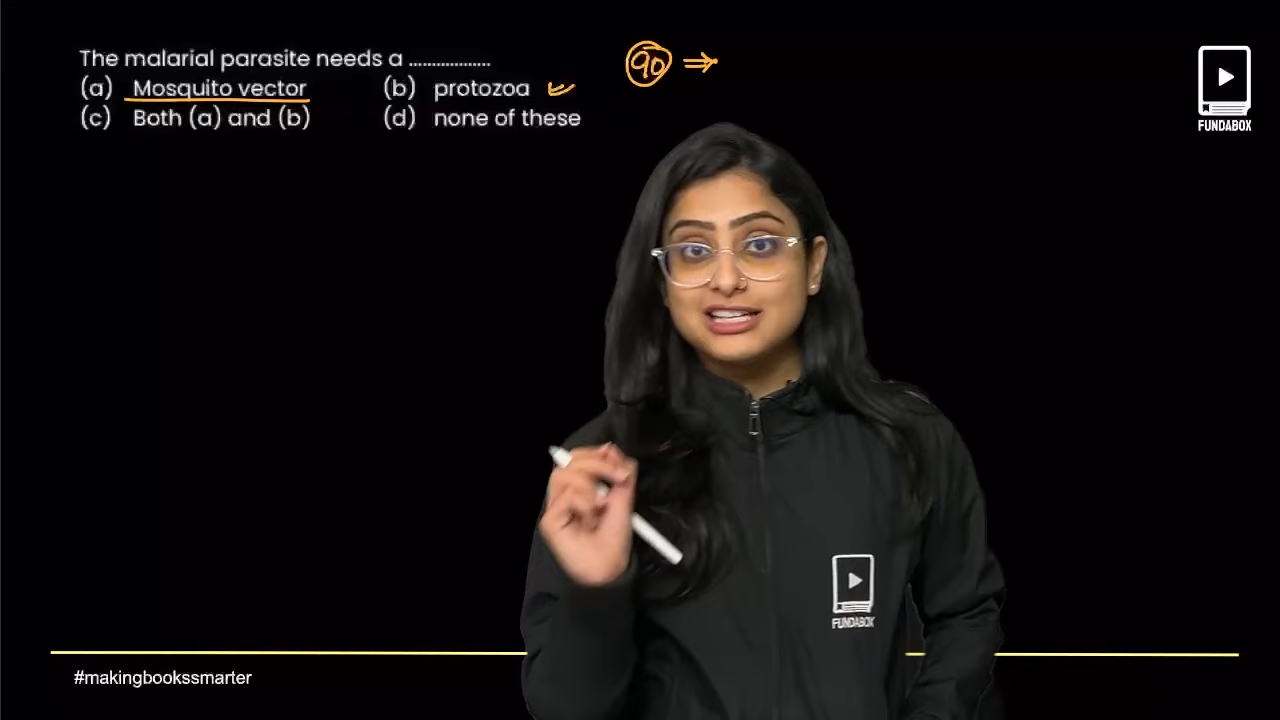 The malarial parasite needs a ..................
(a) Mosquito vector (b) protozoa
(c) Both (a) and (b) (d) none of these
90 ⇒
FUNDABOX
FUNDABOX
#makingbookssmarter